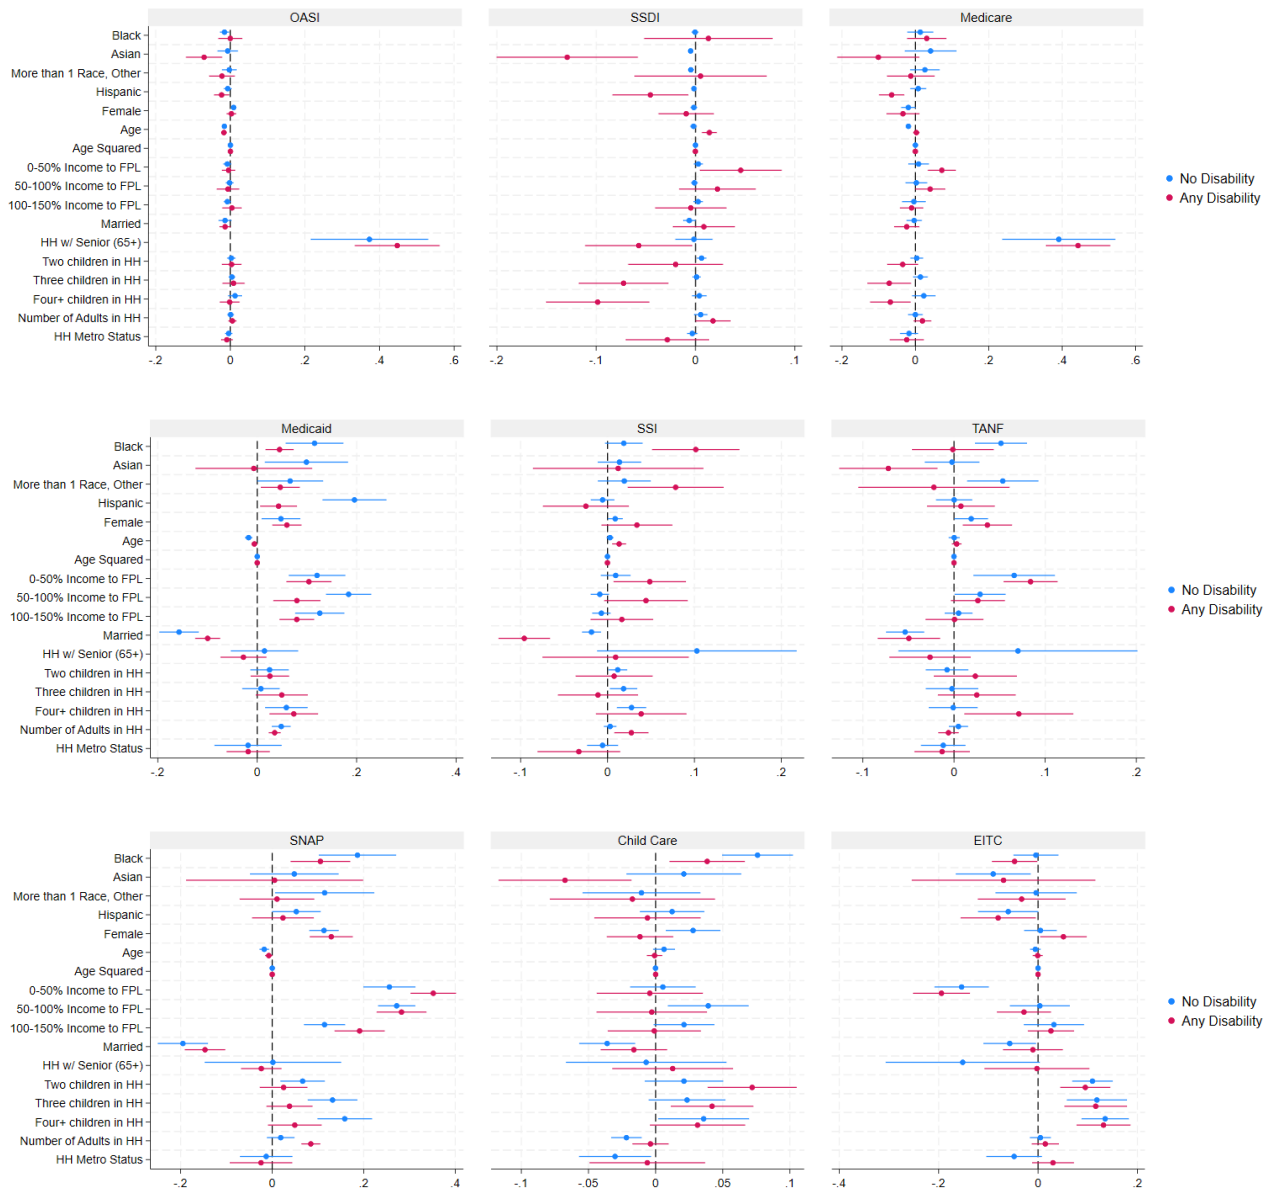 OASI SSDI Medicare
Black
Asian
More than 1 Race, Other
Hispanic
Female
Age
Age Squared
0-50% Income to FPL
50-100% Income to FPL
100-150% Income to FPL
Married
HH w/ Senior (65+)
Two children in HH
Three children in HH
Four+ children in HH
Number of Adults in HH
HH Metro Status
-.2 0 .2 .4 .6 -.2 -.1 0 .1 -.2 0 .2 .4 .6
No Disability
Any Disability
Medicaid SSI TANF
Black
Asian
More than 1 Race, Other
Hispanic
Female
Age
Age Squared
0-50% Income to FPL
50-100% Income to FPL
100-150% Income to FPL
Married
HH w/ Senior (65+)
Two children in HH
Three children in HH
Four+ children in HH
Number of Adults in HH
HH Metro Status
-.2 0 .2 .4 -.1 0 .1 .2 -.1 0 .1 .2
No Disability
Any Disability
SNAP Child Care EITC
Black
Asian
More than 1 Race, Other
Hispanic
Female
Age
Age Squared
0-50% Income to FPL
50-100% Income to FPL
100-150% Income to FPL
Married
HH w/ Senior (65+)
Two children in HH
Three children in HH
Four+ children in HH
Number of Adults in HH
HH Metro Status
-.2 0 .2 .4 -.1 -.05 0 .05 .1 -.4 -.2 0 .2
No Disability
Any Disability